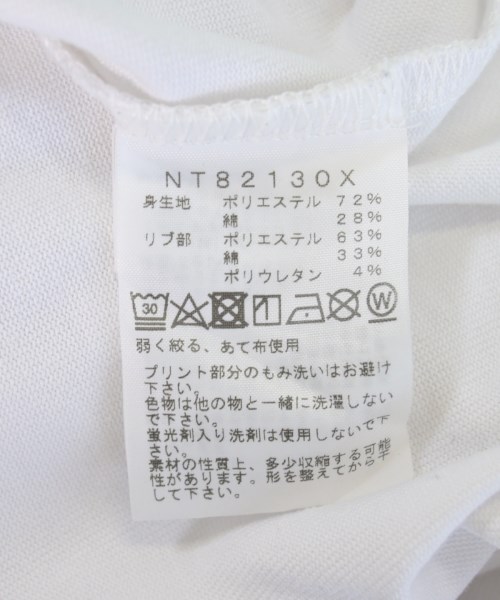 NT82130X
身生地 ポリエステル 72%
綿 28%
リブ部 ポリエステル 63%
綿 33%
ポリウレタン 4%
30 W
弱く絞る、あて布使用
プリント部分のもみ洗いはお避け
下さい。
色物は他の物と一緒に洗濯しない
で下さい。
蛍光剤入り洗剤は使用しないで下
さい。
素材の性質上、多少収縮する可能
性があります。形を整えてから干
して下さい。